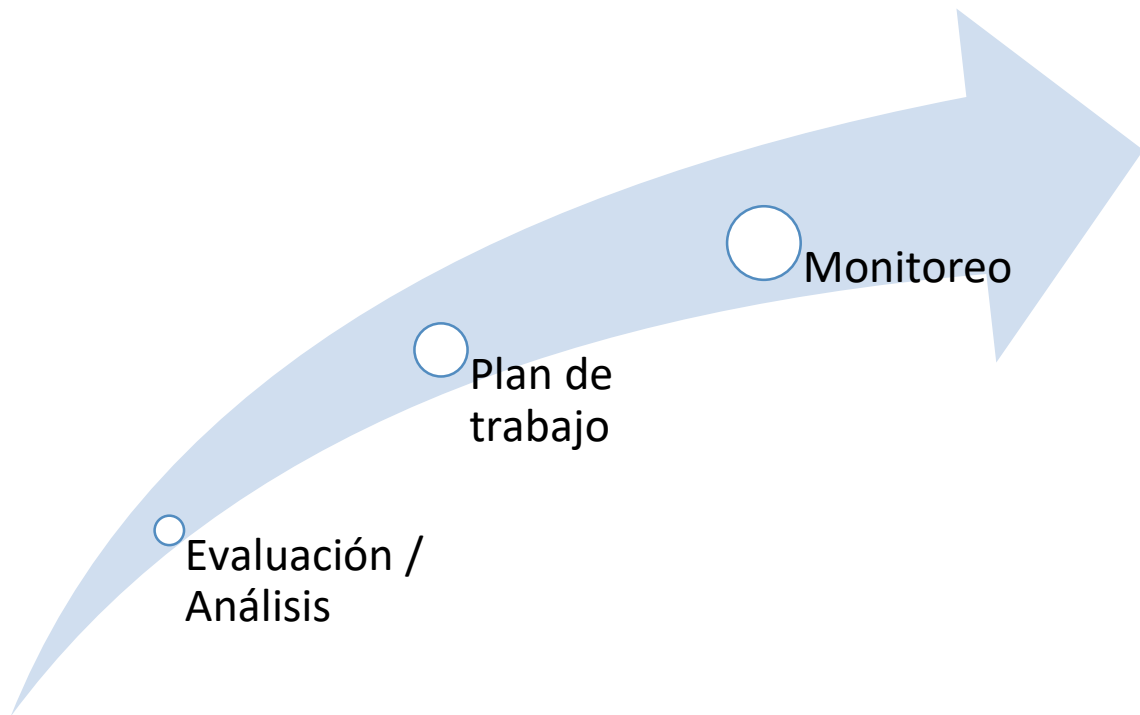 Monitoreo
Plan de
trabajo
Evaluación /
Análisis